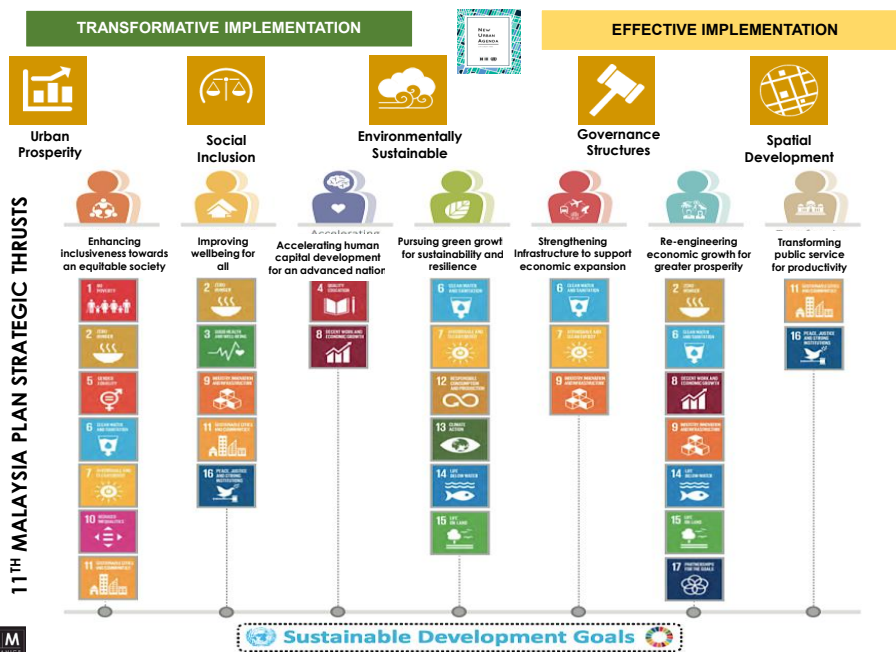 TRANSFORMATIVE IMPLEMENTATION
NEW
URBAN
AGENDA
EFFECTIVE IMPLEMENTATION
Urban
Prosperity
Social
Inclusion
Environmentally
Sustainable
Governance
Structures
Spatial
Development
11TH MALAYSIA PLAN STRATEGIC THRUSTS
Enhancing
inclusiveness towards
an equitable society
Improving
wellbeing for
all
Accelerating
Accelerating human
capital development
for an advanced nation
Pursuing green growt
for sustainability and
resilience
Strengthening
Infrastructure to support
economic expansion
Re-engineering
economic growth for
greater prosperity
Transforming
public service
for productivity
1 NO
POVERTY
2 ZERO
HUNGER
5 GENDER
EQUALITY
6 CLEAN WATER
AND SANITATION
7 AFFORDABLE AND
CLEAN ENERGY
10 REDUCED
INEQUALITIES
11 SUSTAINABLE CITIES
AND COMMUNITIES
2 ZERO
HUNGER
3 GOOD HEALTH
AND WELL-BEING
9 INDUSTRY, INNOVATION
AND INFRASTRUCTURE
11 SUSTAINABLE CITIES
AND COMMUNITIES
16 PEACE, JUSTICE
AND STRONG
INSTITUTIONS
4 QUALITY
EDUCATION
8 DECENT WORK AND
ECONOMIC GROWTH
6 CLEAN WATER
AND SANITATION
7 AFFORDABLE AND
CLEAN ENERGY
12 RESPONSIBLE
CONSUMPTION
AND PRODUCTION
13 CLIMATE
ACTION
14 LIFE
BELOW WATER
15 LIFE
ON LAND
6 CLEAN WATER
AND SANITATION
7 AFFORDABLE AND
CLEAN ENERGY
9 INDUSTRY, INNOVATION
AND INFRASTRUCTURE
2 ZERO
HUNGER
6 CLEAN WATER
AND SANITATION
8 DECENT WORK AND
ECONOMIC GROWTH
9 INDUSTRY, INNOVATION
AND INFRASTRUCTURE
14 LIFE
BELOW WATER
15 LIFE
ON LAND
17 PARTNERSHIPS
FOR THE GOALS
11 SUSTAINABLE CITIES
AND COMMUNITIES
16 PEACE, JUSTICE
AND STRONG
INSTITUTIONS
Sustainable Development Goals
M